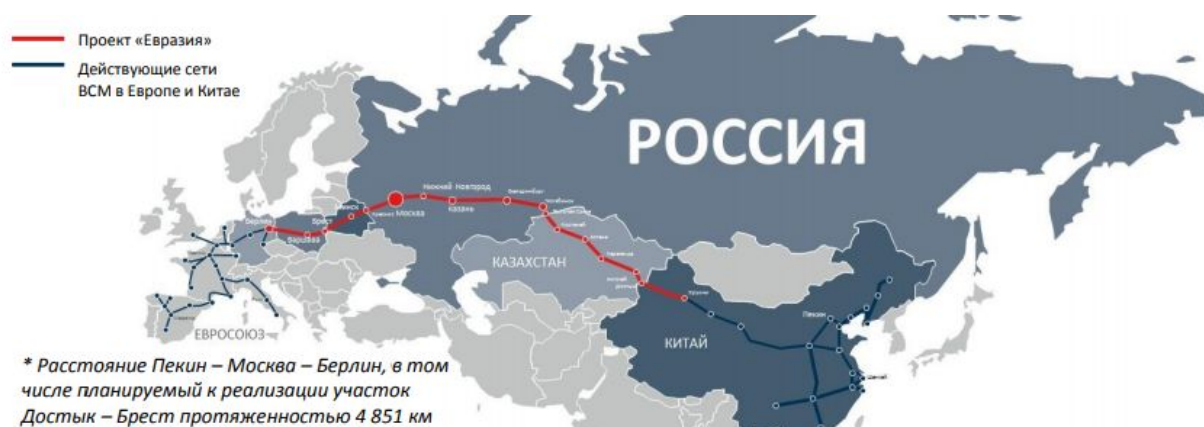 Проект «Евразия»
Действующие сети
ВСМ в Европе и Китае
РОССИЯ
Нижний Новгород
Москва
Казань
Берлин
Брест
Варшава
КАЗАХСТАН
ЕВРОСОЮЗ
КИТАЙ
Пекин
* Расстояние Пекин – Москва – Берлин, в том
числе планируемый к реализации участок
Достык – Брест протяженностью 4 851 км